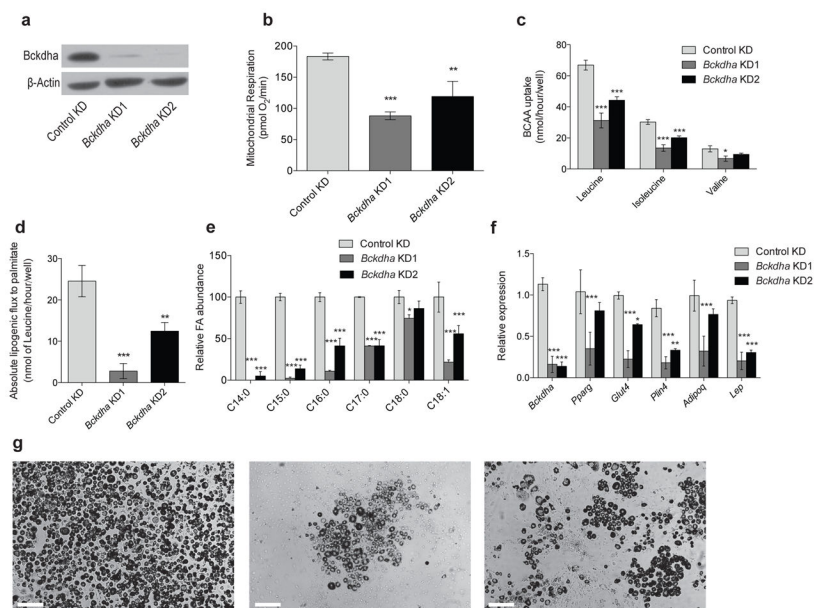 a
Bckdha
β-Actin
Control KD
Bckdha KD1
Bckdha KD2
b
Mitochondrial Respiration
(pmol O2/min)
200
150
100
50
0
***
**
Control KD
Bckdha KD1
Bckdha KD2
c
BCAA uptake
(nmol/hour/well)
80
60
40
20
0
Control KD
Bckdha KD1
Bckdha KD2
***
***
***
***
*
Leucine
Isoleucine
Valine
d
Absolute lipogenic flux to palmitate
(nmol of Leucine/hour/well)
30
20
10
0
***
**
Control KD
Bckdha KD1
Bckdha KD2
e
Relative FA abundance
150
100
50
0
Control KD
Bckdha KD1
Bckdha KD2
***
***
***
***
***
***
***
***
*
***
***
C14:0
C15:0
C16:0
C17:0
C18:0
C18:1
f
Relative expression
1.5
1.0
0.5
0.0
Control KD
Bckdha KD1
Bckdha KD2
***
***
***
***
*
***
**
***
***
***
Bckdha
Pparg
Glut4
Plin4
Adipoq
Lep
g